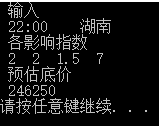 输入
22:00 湖南
各影响指数
2 2 1.5 7
预估底价
246250
请按任意键继续. . .